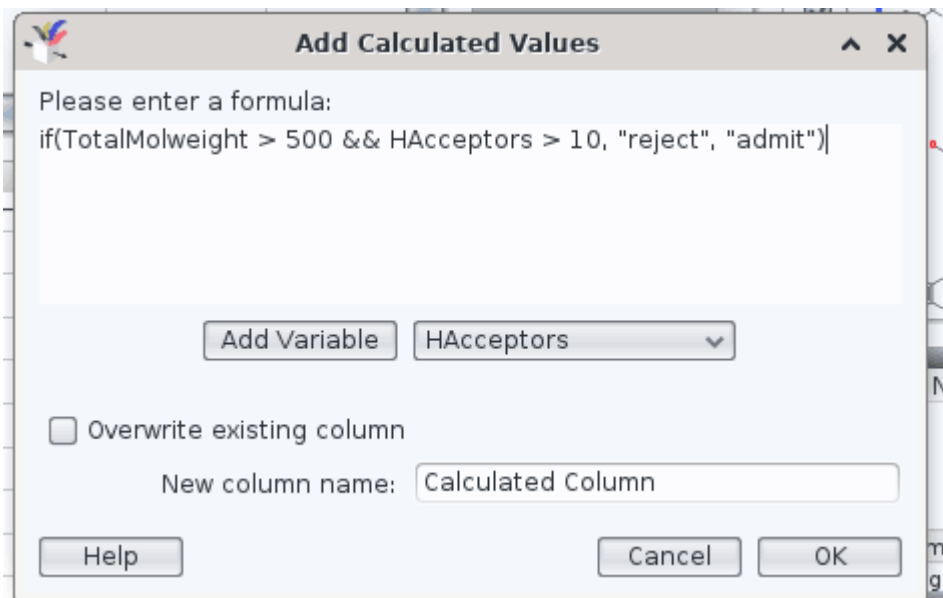 Add Calculated Values
Please enter a formula:
if(TotalMolweight > 500 && HAcceptors > 10, "reject", "admit")
Add Variable
HAcceptors
Overwrite existing column
New column name:
Calculated Column
Help
Cancel
OK